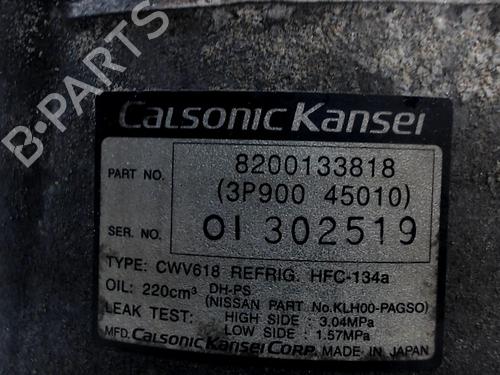 B-PARTS
CALSONIC KANSEI
PART NO. 8200133818
(3P900 45010)
SER. NO. 01 302519
TYPE: CWV618 REFRIG. HFC-134a
OIL: 220cm³ DH-PS
(NISSAN PART No.KLH00-PAGSO)
LEAK TEST: HIGH SIDE : 3.04MPa
LOW SIDE : 1.57MPa
MFD. CALSONIC KANSEI CORP. MADE IN JAPAN